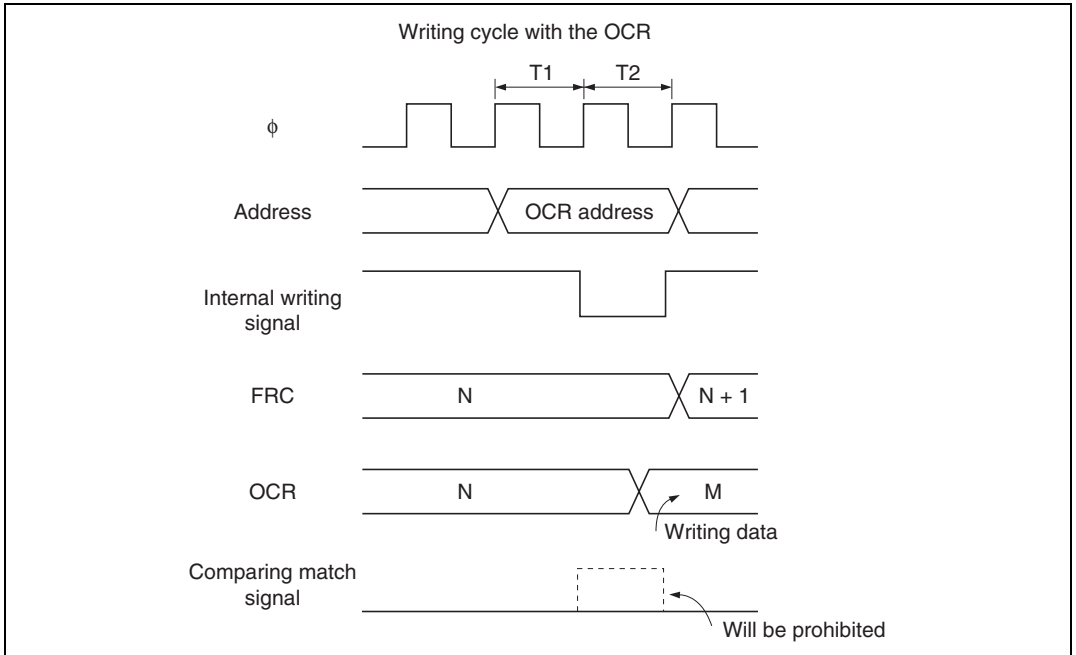 Writing cycle with the OCR
T1 T2
ϕ
Address OCR address
Internal writing
signal
FRC N N + 1
OCR N M
Writing data
Comparing match
signal
Will be prohibited